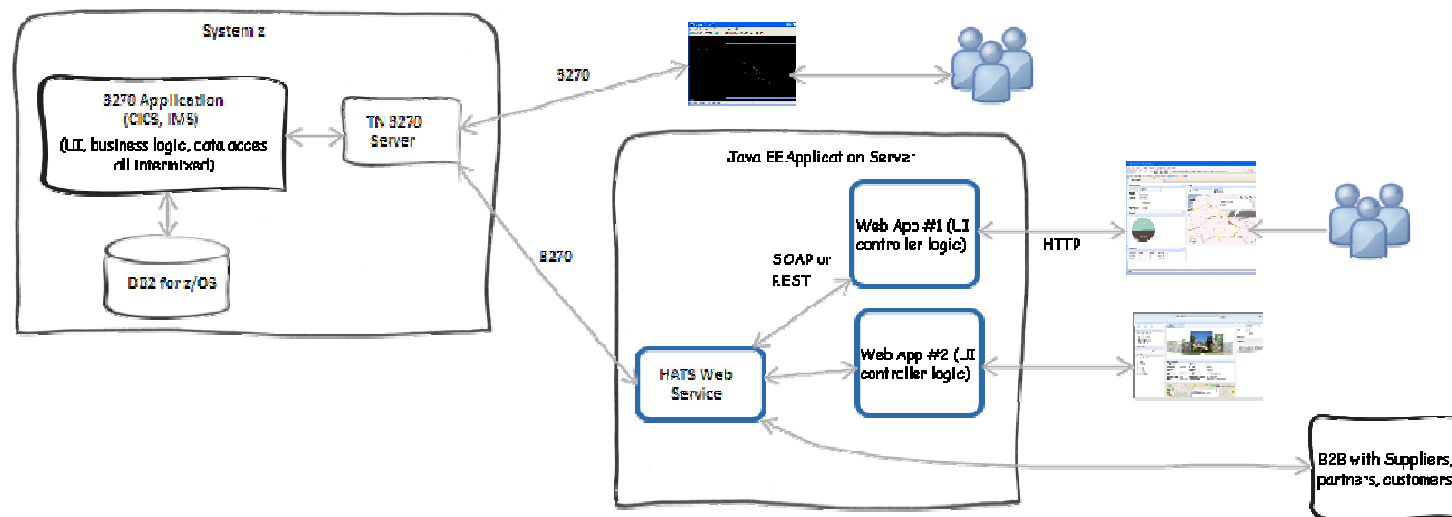 System z
3270 Application
(CICS, IMS)
(UI, business logic, data acces
all intermixed)
TN 3270
Server
DB2 for z/OS
3270
3270
Java EE Application Server
Web App #1 (UI
controller logic)
SOAP or
REST
HTTP
Web App #2 (UI
controller logic)
HATS Web
Service
B2B with Suppliers,
partners, customers